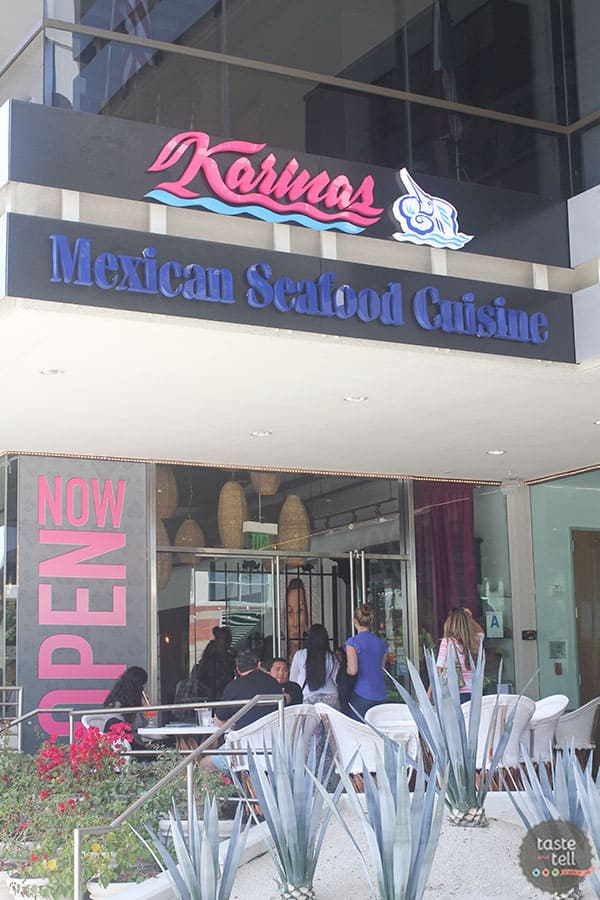 Karinas
Mexican Seafood Cuisine
NOW
OPEN
A
taste
and
tell